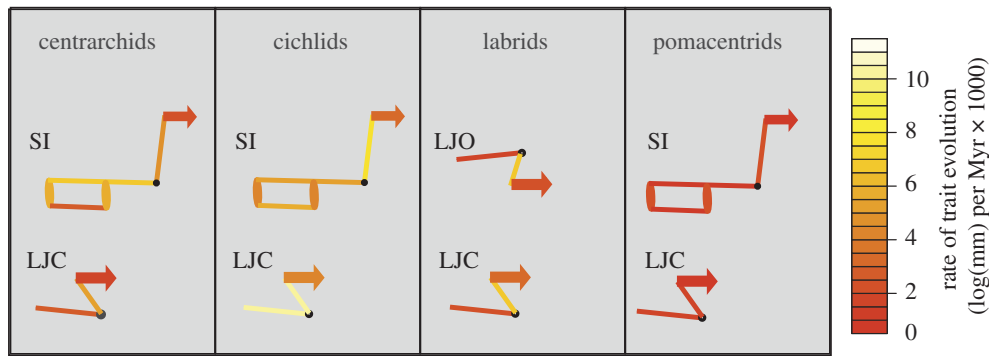 centrarchids
cichlids
labrids
pomacentrids
SI
SI
LJO
SI
LJC
LJC
LJC
LJC
10
8
6
4
2
0
rate of trait evolution
(log(mm) per Myr × 1000)